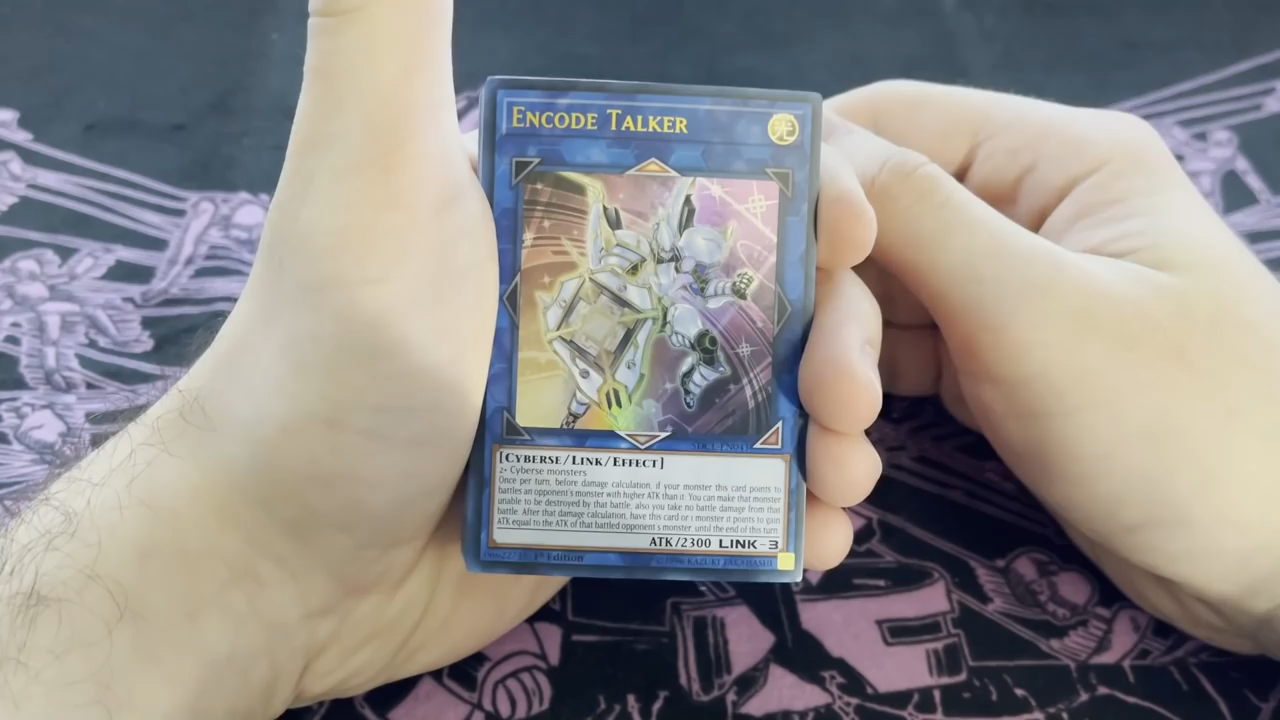 ENCODE TALKER
光
[CYBERSE/LINK/EFFECT]
2+ Cyberse monsters
Once per turn, before damage calculation, if your monster this card points to
battles an opponent's monster with higher ATK than it: You can make that monster
unable to be destroyed by that battle, also you take no battle damage from that
battle. After that damage calculation, have this card or 1 monster it points to gain
ATK equal to the ATK of that battled opponent's monster, until the end of this turn.
ATK/2300 LINK-3
1st Edition ©1996 KAZUKI TAKAHASHI